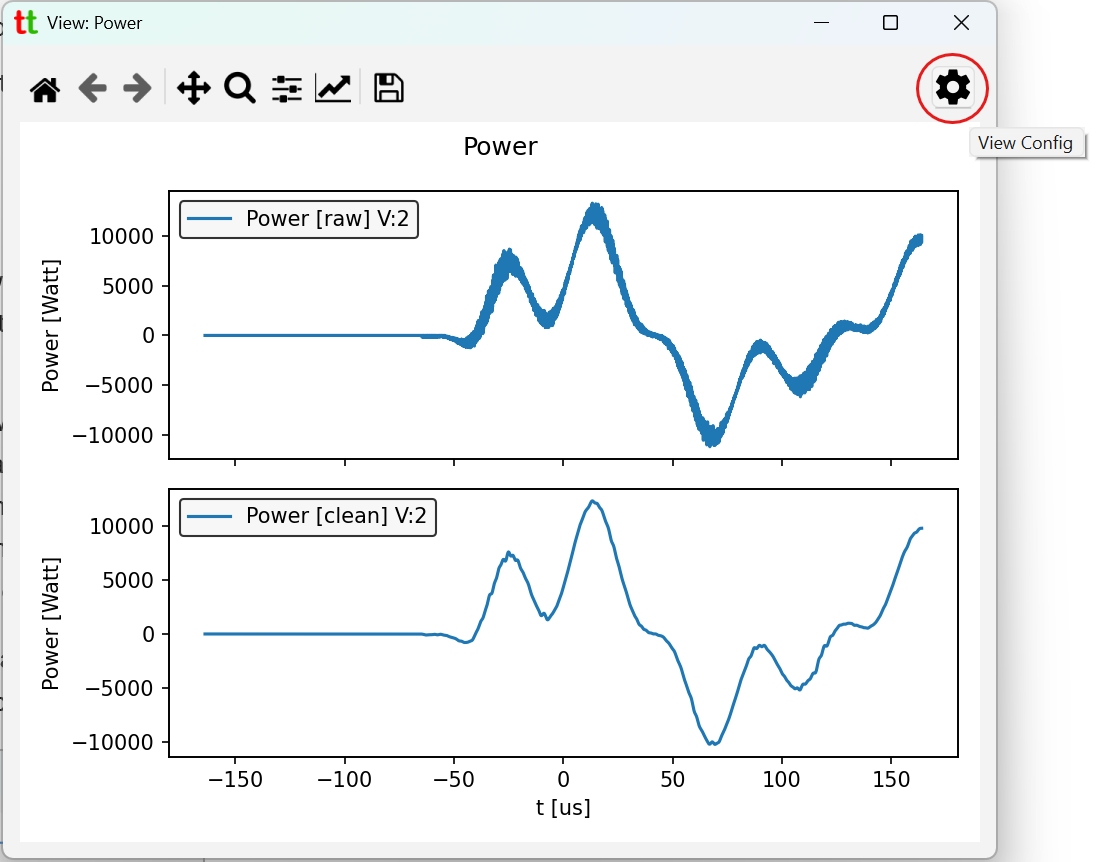 tt View: Power
View Config
Power
Power [raw] V:2
10000
5000
0
−5000
−10000
Power [Watt]
Power [clean] V:2
10000
5000
0
−5000
−10000
Power [Watt]
−150 −100 −50 0 50 100 150
t [us]